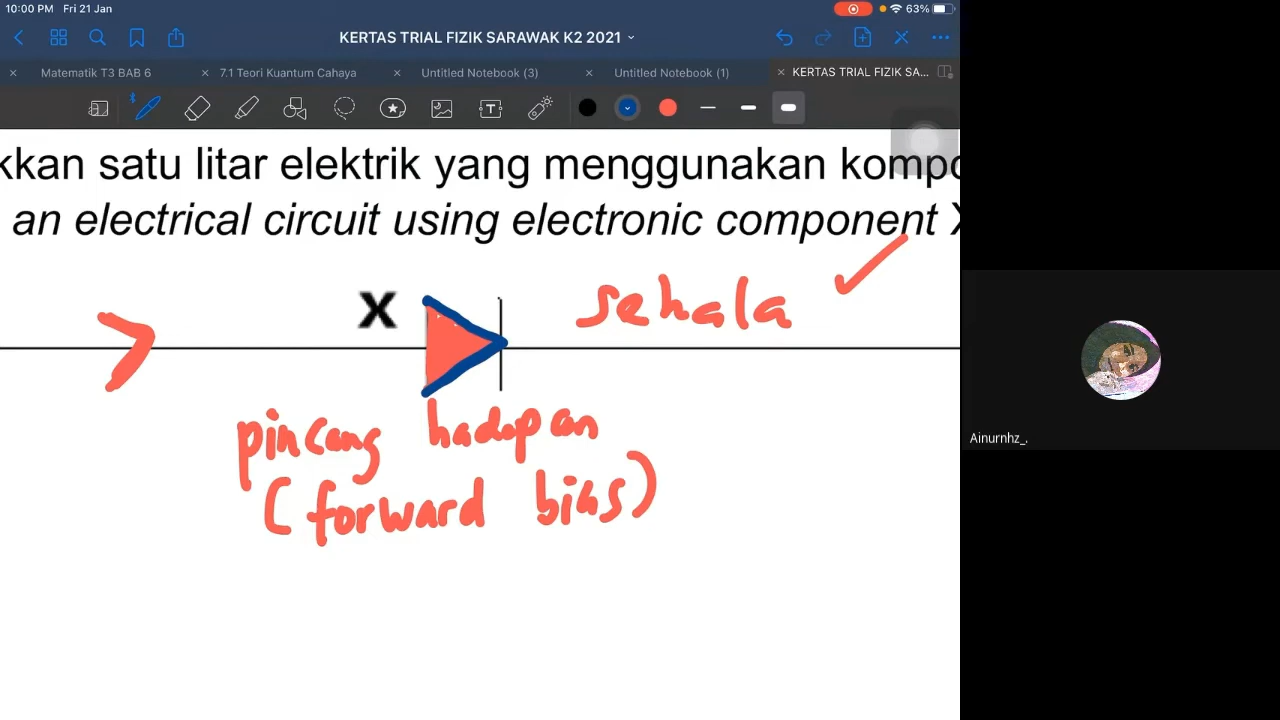 10:00 PM Fri 21 Jan
63%
KERTAS TRIAL FIZIK SARAWAK K2 2021
Matematik T3 BAB 6
7.1 Teori Kuantum Cahaya
Untitled Notebook (3)
Untitled Notebook (1)
KERTAS TRIAL FIZIK SA...
kkan satu litar elektrik yang menggunakan kompo
an electrical circuit using electronic component X
X
sehala
pincang hadapan
(forward bias)
Ainurnhz_.